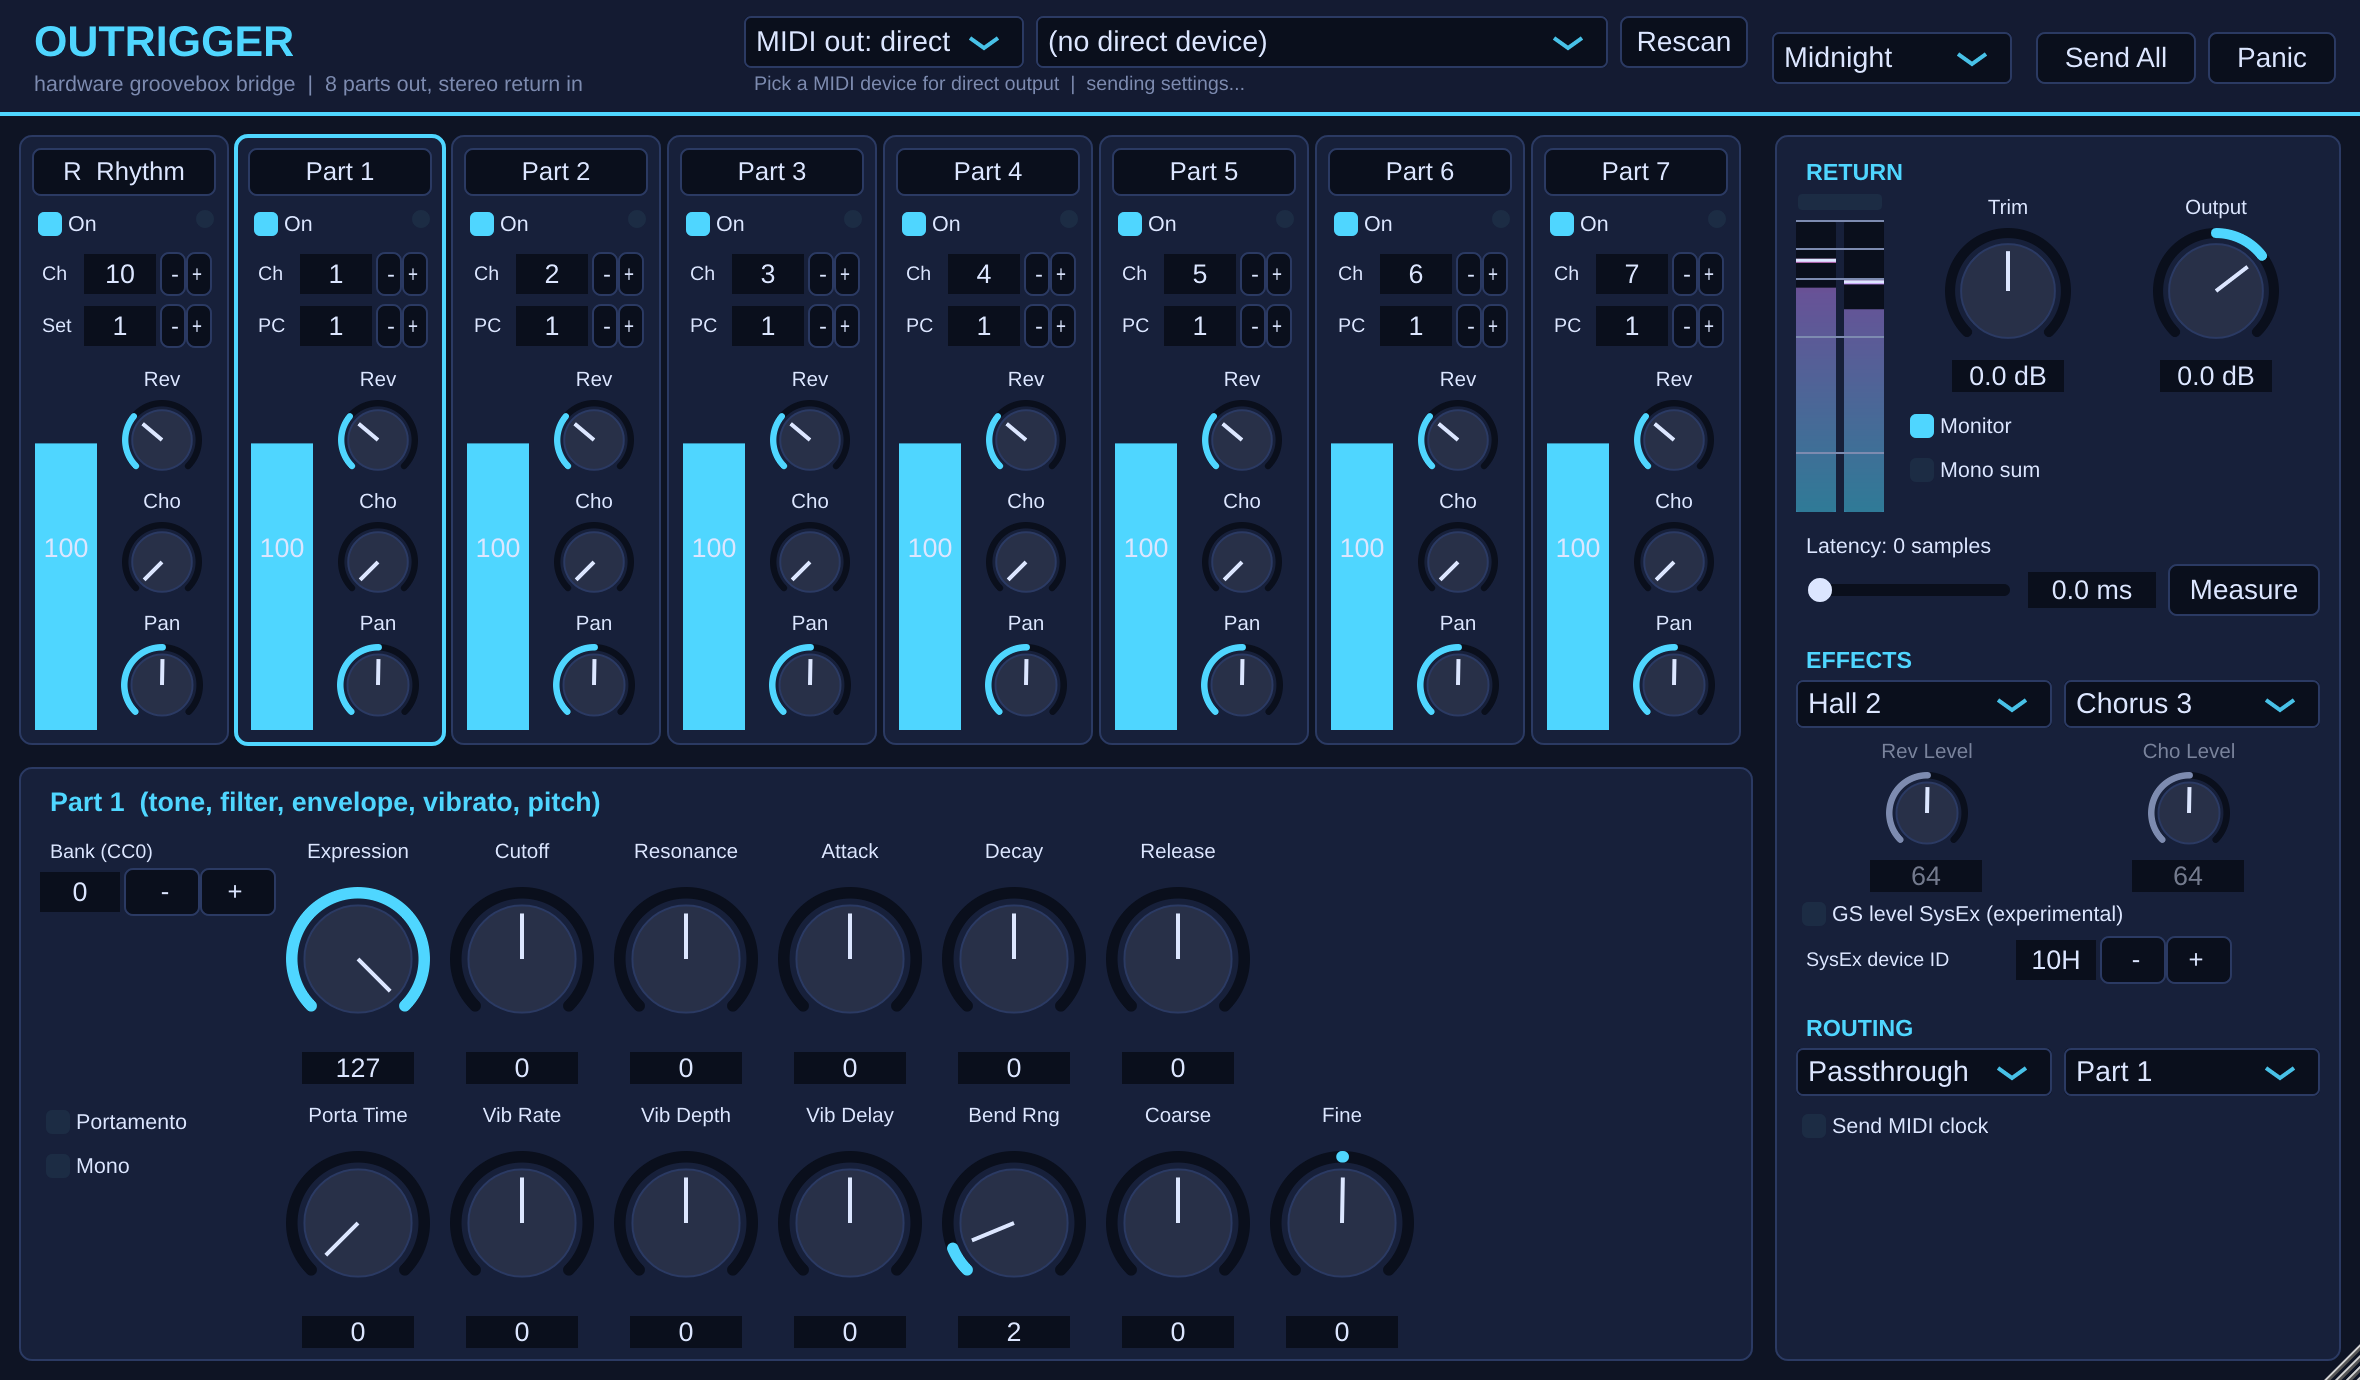 OUTRIGGER
hardware groovebox bridge | 8 parts out, stereo return in
MIDI out: direct
(no direct device)
Rescan
Pick a MIDI device for direct output | sending settings...
Midnight
Send All
Panic
R Rhythm
Part 1
Part 2
Part 3
Part 4
Part 5
Part 6
Part 7
On On On On On On On On
Ch 10 - + Ch 1 - + Ch 2 - + Ch 3 - + Ch 4 - + Ch 5 - + Ch 6 - + Ch 7 - +
Set 1 - + PC 1 - + PC 1 - + PC 1 - + PC 1 - + PC 1 - + PC 1 - + PC 1 - +
Rev Rev Rev Rev Rev Rev Rev Rev
Cho Cho Cho Cho Cho Cho Cho Cho
100 100 100 100 100 100 100 100
Pan Pan Pan Pan Pan Pan Pan Pan
Part 1 (tone, filter, envelope, vibrato, pitch)
Bank (CC0) Expression Cutoff Resonance Attack Decay Release
0 - +
127 0 0 0 0 0
Portamento
Mono
Porta Time Vib Rate Vib Depth Vib Delay Bend Rng Coarse Fine
0 0 0 0 2 0 0
RETURN
Trim Output
0.0 dB 0.0 dB
Monitor
Mono sum
Latency: 0 samples
0.0 ms Measure
EFFECTS
Hall 2 Chorus 3
Rev Level Cho Level
64 64
GS level SysEx (experimental)
SysEx device ID 10H - +
ROUTING
Passthrough Part 1
Send MIDI clock